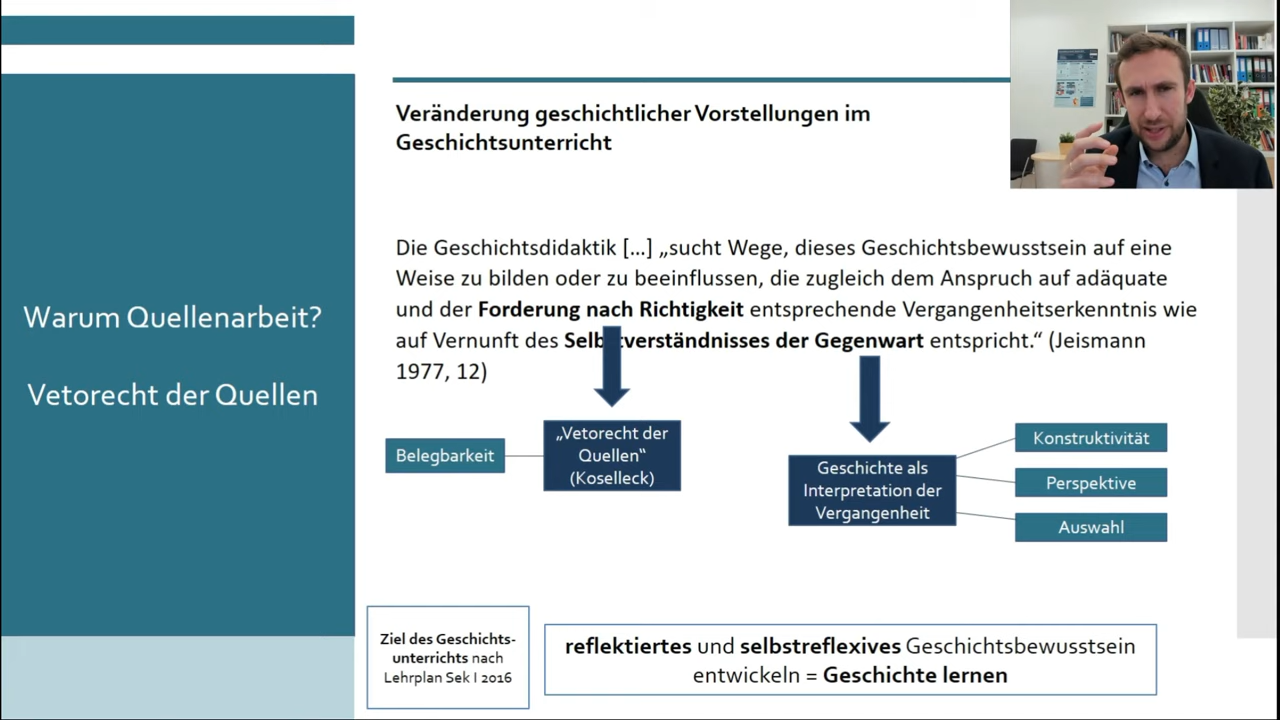 Warum Quellenarbeit?
Vetorecht der Quellen
Veränderung geschichtlicher Vorstellungen im
Geschichtsunterricht
Die Geschichtsdidaktik […] „sucht Wege, dieses Geschichtsbewusstsein auf eine
Weise zu bilden oder zu beeinflussen, die zugleich dem Anspruch auf adäquate
und der Forderung nach Richtigkeit entsprechende Vergangenheitserkenntnis wie
auf Vernunft des Selbstverständnisses der Gegenwart entspricht.“ (Jeismann
1977, 12)
Belegbarkeit
„Vetorecht der
Quellen“
(Koselleck)
Geschichte als
Interpretation der
Vergangenheit
Konstruktivität
Perspektive
Auswahl
Ziel des Geschichts-
unterrichts nach
Lehrplan Sek I 2016
reflektiertes und selbstreflexives Geschichtsbewusstsein
entwickeln = Geschichte lernen